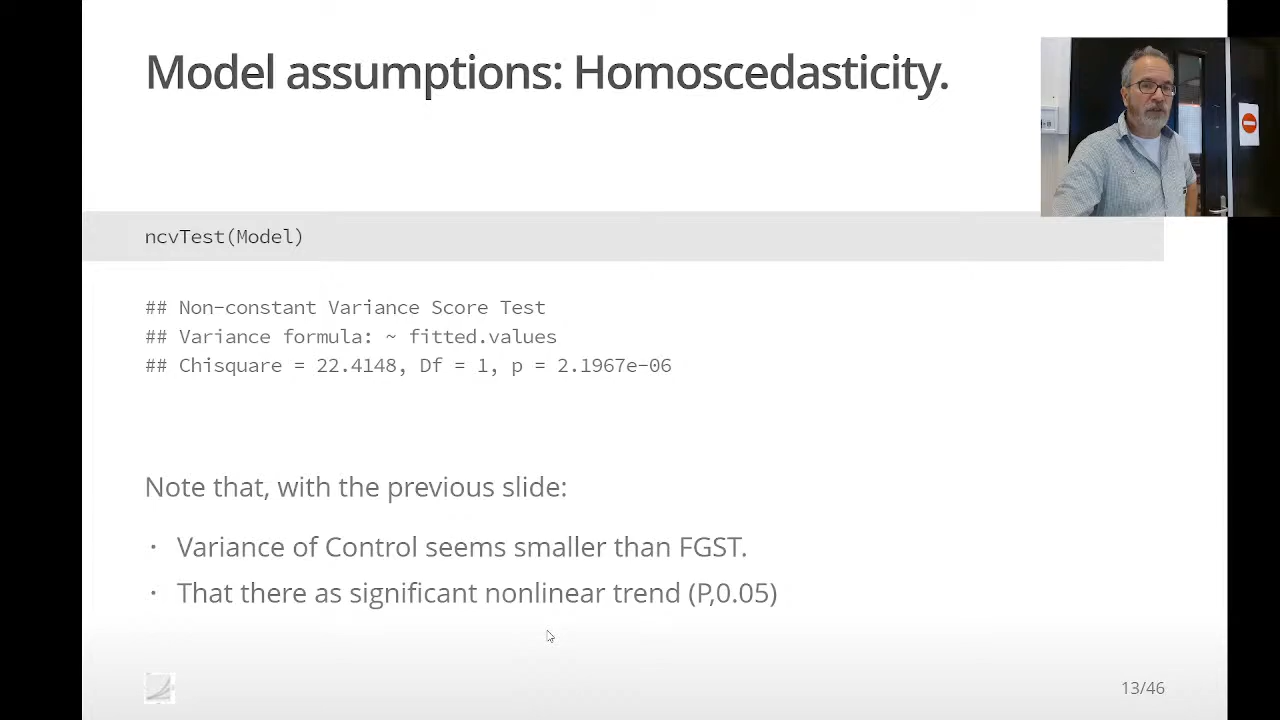 Model assumptions: Homoscedasticity.
ncvTest(Model)
## Non-constant Variance Score Test
## Variance formula: ~ fitted.values
## Chisquare = 22.4148, Df = 1, p = 2.1967e-06
Note that, with the previous slide:
· Variance of Control seems smaller than FGST.
· That there as significant nonlinear trend (P,0.05)
13/46